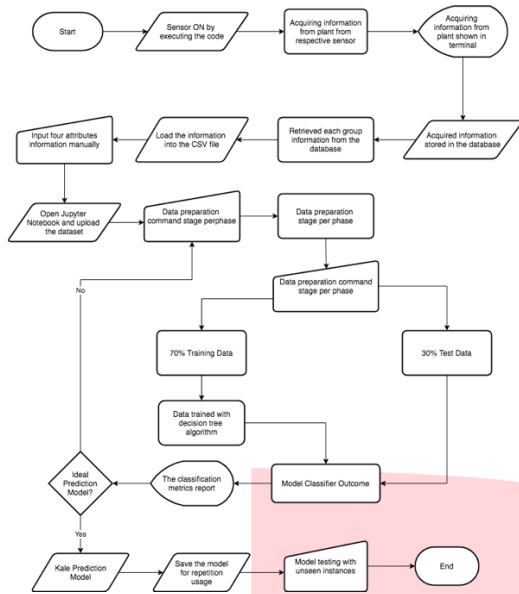 Start
Sensor ON by
executing the code
Acquiring information
from plant from
respective sensor
Acquiring
information from
plant shown in
terminal
Input four attributes
information manually
Load the information
into the CSV file
Retrieved each group
information from the
database
Acquired information
stored in the database
Open Jupyter
Notebook and upload
the dataset
Data preparation
command stage perphase
Data preparation
stage per phase
No
Data preparation command
stage per phase
70% Training Data
30% Test Data
Data trained with
decision tree
algorithm
Ideal
Prediction
Model?
The classification
metrics report
Model Classifier Outcome
Yes
Kale Prediction
Model
Save the model
for repetition
usage
Model testing with
unseen instances
End